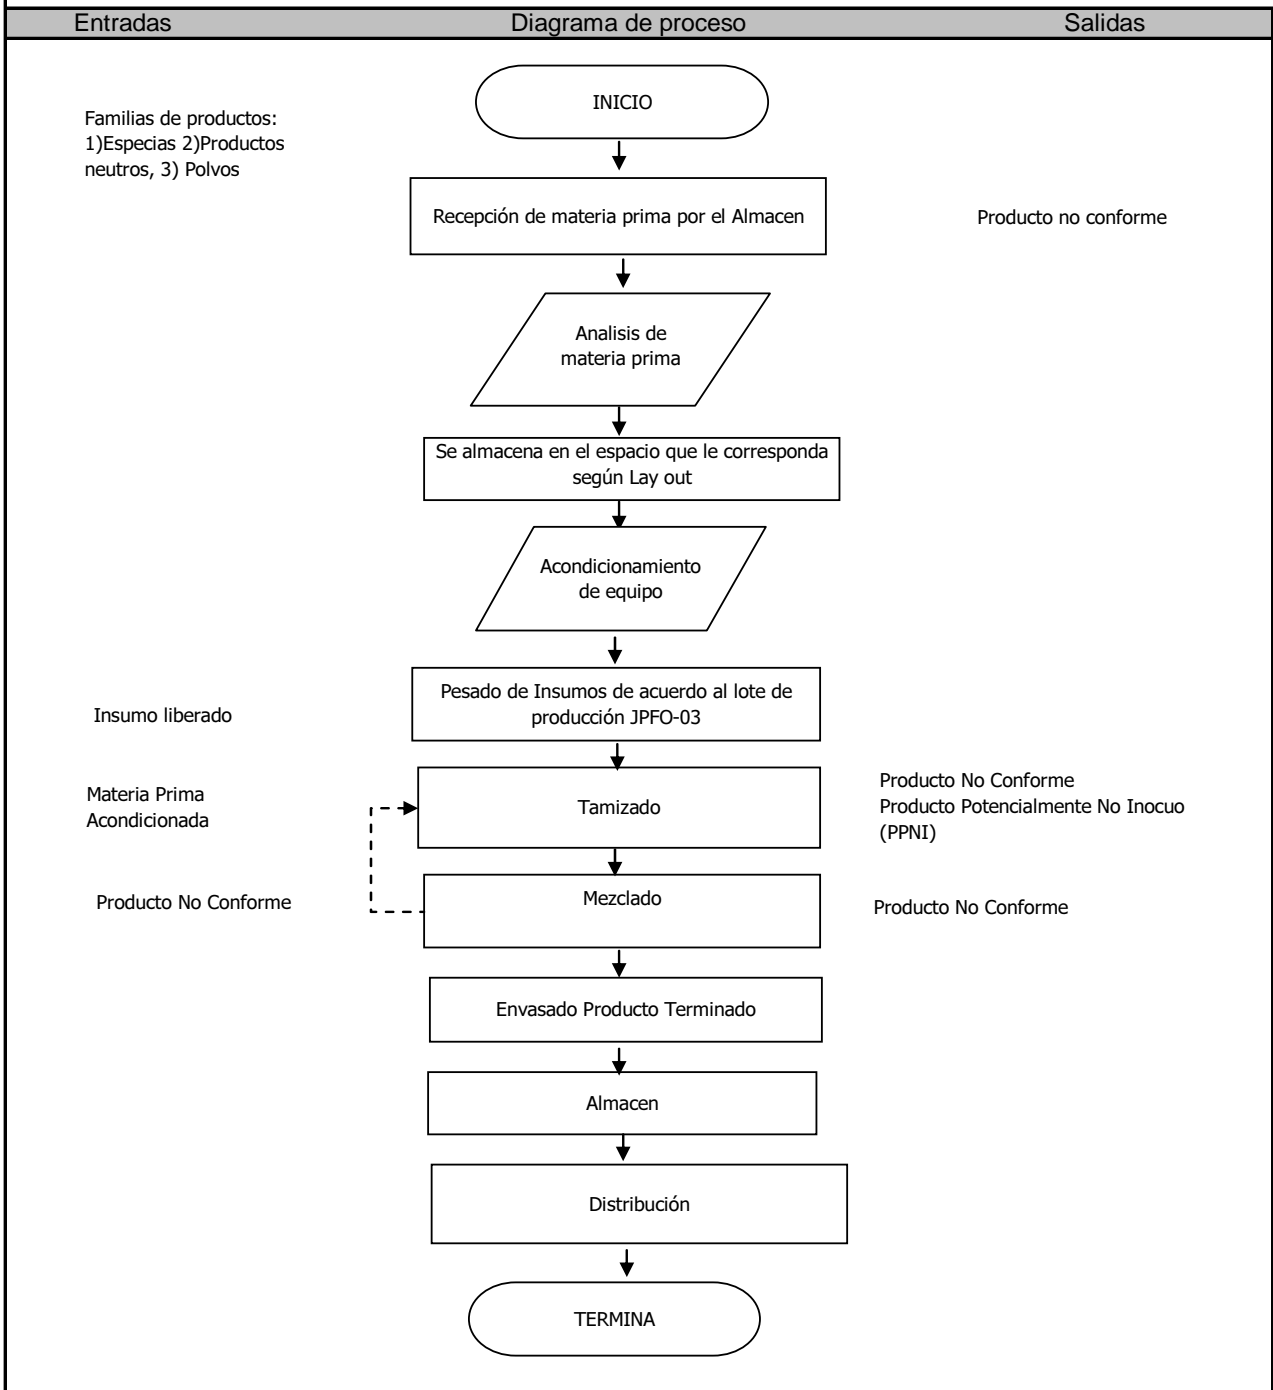 Entradas
Diagrama de proceso
Salidas
INICIO
Familias de productos:
1)Especias 2)Productos
neutros, 3) Polvos
Recepción de materia prima por el Almacen
Producto no conforme
Analisis de
materia prima
Se almacena en el espacio que le corresponda
según Lay out
Acondicionamiento
de equipo
Insumo liberado
Pesado de Insumos de acuerdo al lote de
producción JPFO-03
Materia Prima
Acondicionada
Tamizado
Producto No Conforme
Producto Potencialmente No Inocuo
(PPNI)
Producto No Conforme
Mezclado
Producto No Conforme
Envasado Producto Terminado
Almacen
Distribución
TERMINA